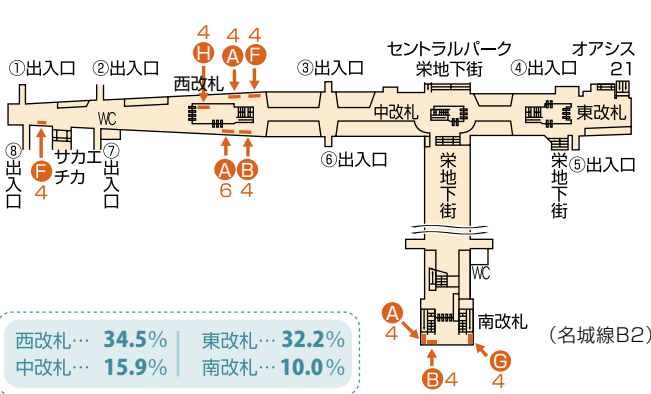 4
H
4
A
4
F
①出入口
②出入口
西改札
③出入口
セントラルパーク
栄地下街
④出入口
オアシス
21
WC
中改札
東改札
⑧出入口
F
4
サカエ
チカ
⑦出入口
A
6
B
4
⑥出入口
栄地下街
栄地下街
⑤出入口
WC
A
4
B 4
G
4
南改札
（名城線B2）
西改札… 34.5%
東改札… 32.2%
中改札… 15.9%
南改札… 10.0%